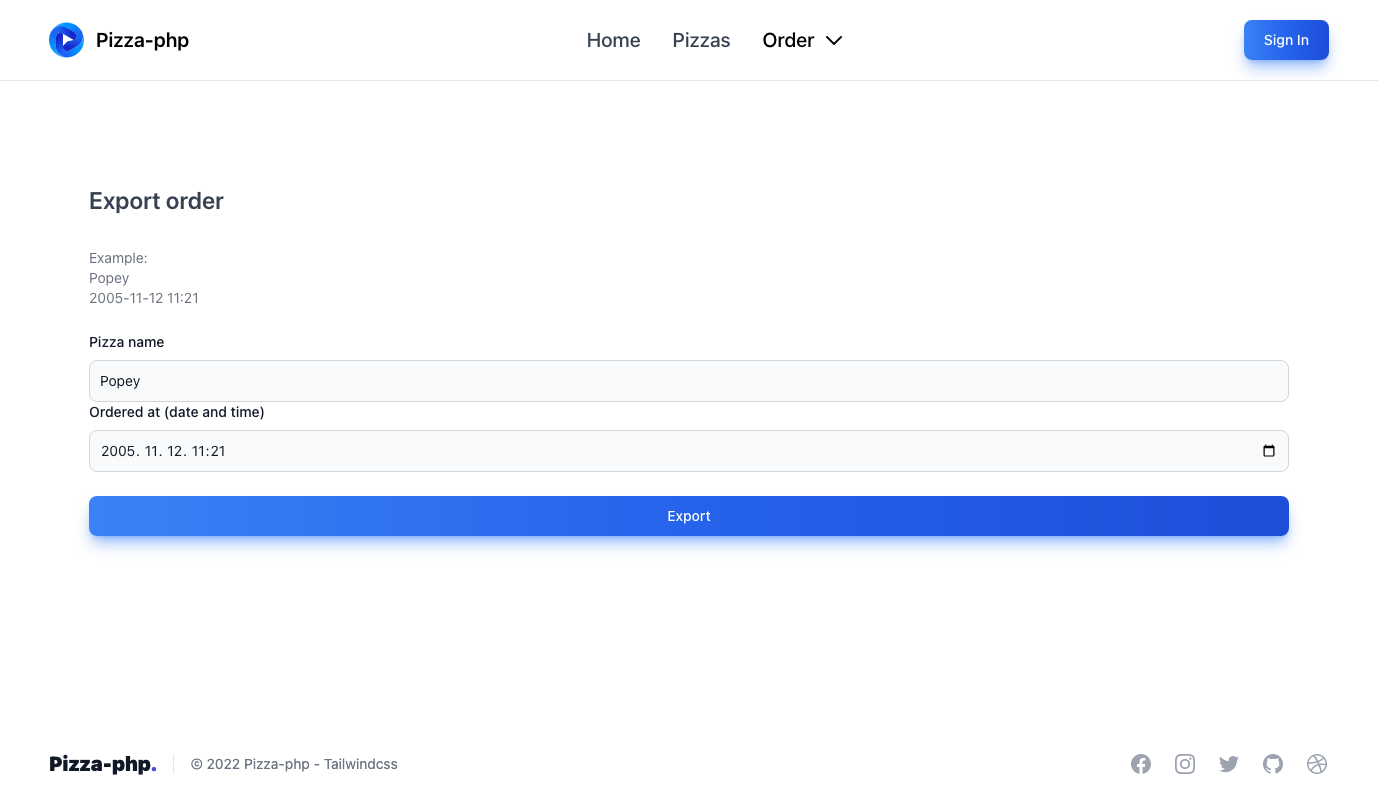 Pizza-php
Home
Pizzas
Order
Sign In
Export order
Example:
Popey
2005-11-12 11:21
Pizza name
Popey
Ordered at (date and time)
2005. 11. 12. 11:21
Export
Pizza-php.
© 2022 Pizza-php - Tailwindcss